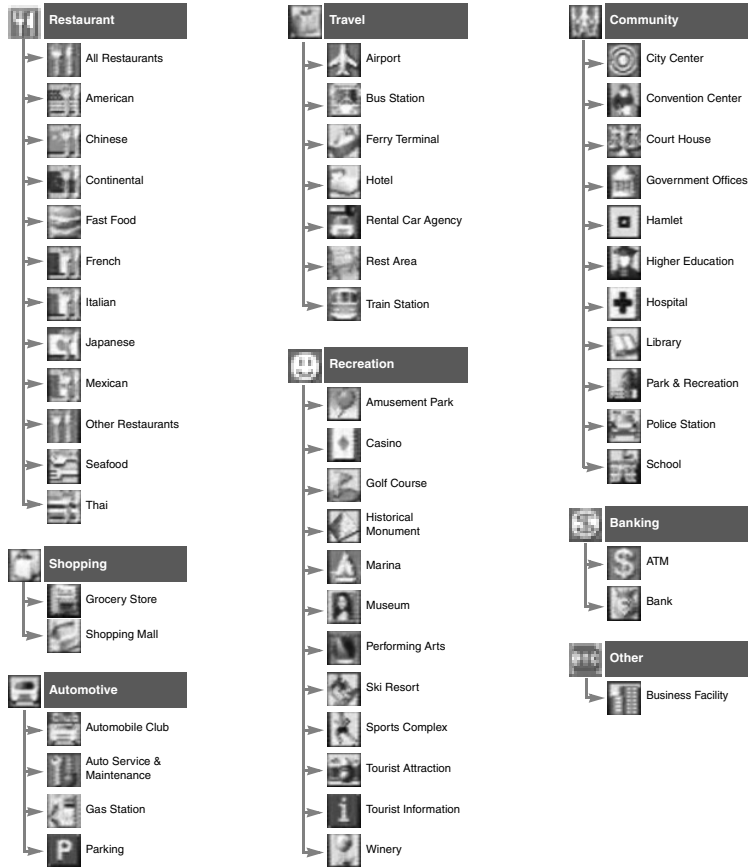 Restaurant
All Restaurants
American
Chinese
Continental
Fast Food
French
Italian
Japanese
Mexican
Other Restaurants
Seafood
Thai
Shopping
Grocery Store
Shopping Mall
Automotive
Automobile Club
Auto Service &
Maintenance
Gas Station
P
Parking
Travel
Airport
Bus Station
Ferry Terminal
Hotel
Rental Car Agency
Rest Area
Train Station
Recreation
Amusement Park
Casino
Golf Course
Historical
Monument
Marina
Museum
Performing Arts
Ski Resort
Sports Complex
Tourist Attraction
i
Tourist Information
Winery
Community
City Center
Convention Center
Court House
Government Offices
Hamlet
Higher Education
Hospital
Library
Park & Recreation
Police Station
School
Banking
$
ATM
Bank
etc
Other
Business Facility